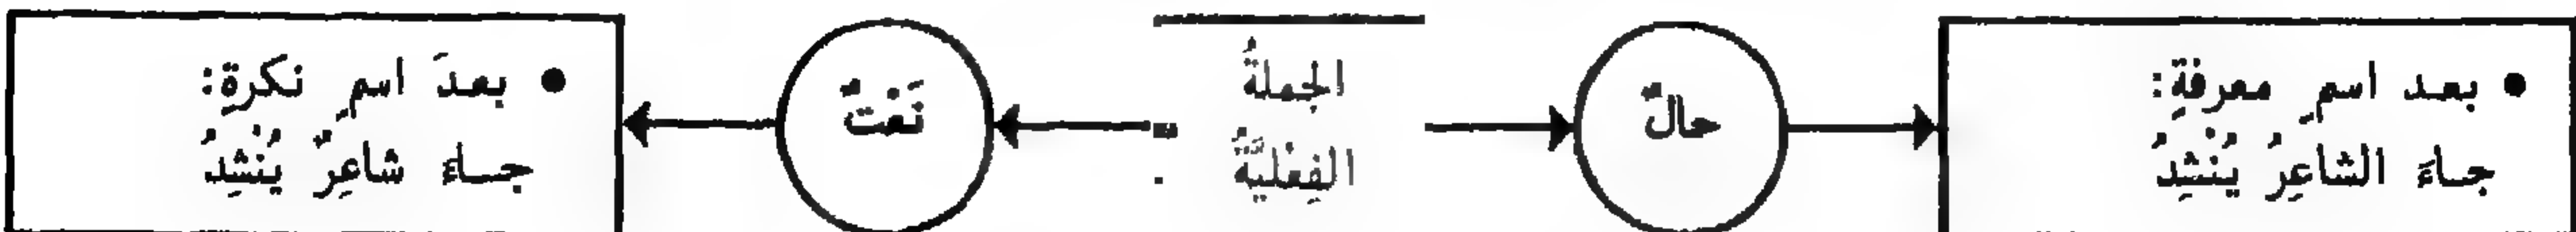 • بعد اسمٍ معرفةٍ:
جاءَ الشاعِرُ يُنْشِدُ
حالٌ
الجملةُ
الفِعْليَّةُ
نَعْتٌ
• بعدَ اسمٍ نكرةٍ:
جاءَ شاعِرٌ يُنْشِدُ